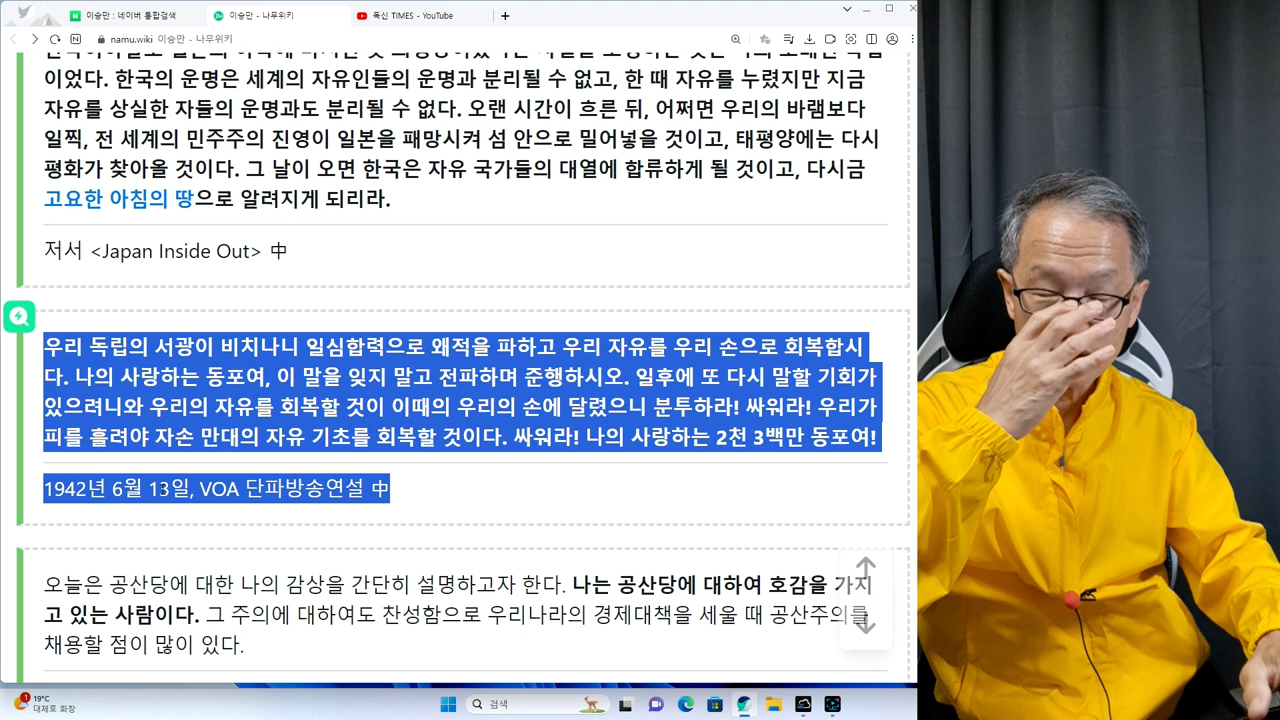 이승만 : 네이버 통합검색
이승만 - 나무위키
독신 TIMES - YouTube
namu.wiki 이승만 - 나무위키
이었다. 한국의 운명은 세계의 자유인들의 운명과 분리될 수 없고, 한 때 자유를 누렸지만 지금
자유를 상실한 자들의 운명과도 분리될 수 없다. 오랜 시간이 흐른 뒤, 어쩌면 우리의 바램보다
일찍, 전 세계의 민주주의 진영이 일본을 패망시켜 섬 안으로 밀어넣을 것이고, 태평양에는 다시
평화가 찾아올 것이다. 그 날이 오면 한국은 자유 국가들의 대열에 합류하게 될 것이고, 다시금
고요한 아침의 땅으로 알려지게 되리라.
저서 <Japan Inside Out> 中
우리 독립의 서광이 비치나니 일심합력으로 왜적을 파하고 우리 자유를 우리 손으로 회복합시
다. 나의 사랑하는 동포여, 이 말을 잊지 말고 전파하며 준행하시오. 일후에 또 다시 말할 기회가
있으려니와 우리의 자유를 회복할 것이 이때의 우리의 손에 달렸으니 분투하라! 싸워라! 우리가
피를 흘려야 자손 만대의 자유 기초를 회복할 것이다. 싸워라! 나의 사랑하는 2천 3백만 동포여!
1942년 6월 13일, VOA 단파방송연설 中
오늘은 공산당에 대한 나의 감상을 간단히 설명하고자 한다. 나는 공산당에 대하여 호감을 가지
고 있는 사람이다. 그 주의에 대하여도 찬성함으로 우리나라의 경제대책을 세울 때 공산주의를
채용할 점이 많이 있다.
1
19°C
대체로 화창
검색